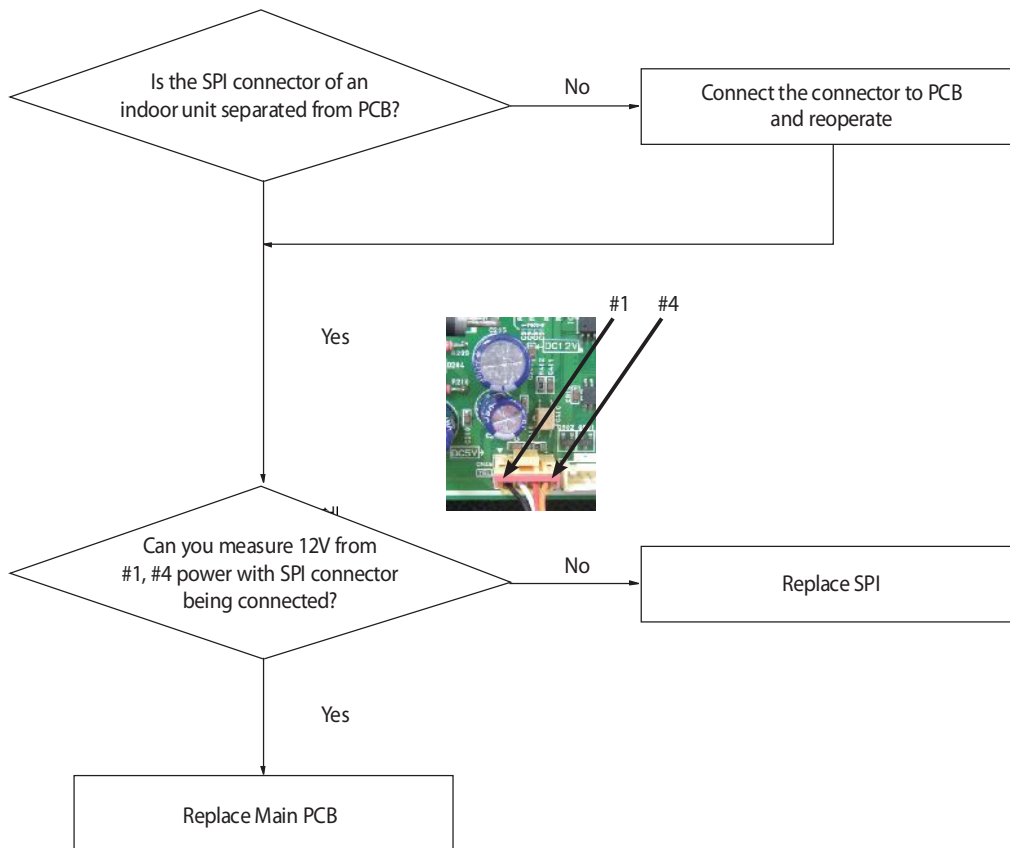 Is the SPI connector of an
indoor unit separated from PCB?
No
Connect the connector to PCB
and reoperate
Yes
#1 #4
DC12V
DC5V
Can you measure 12V from
#1, #4 power with SPI connector
being connected?
No
Replace SPI
Yes
Replace Main PCB